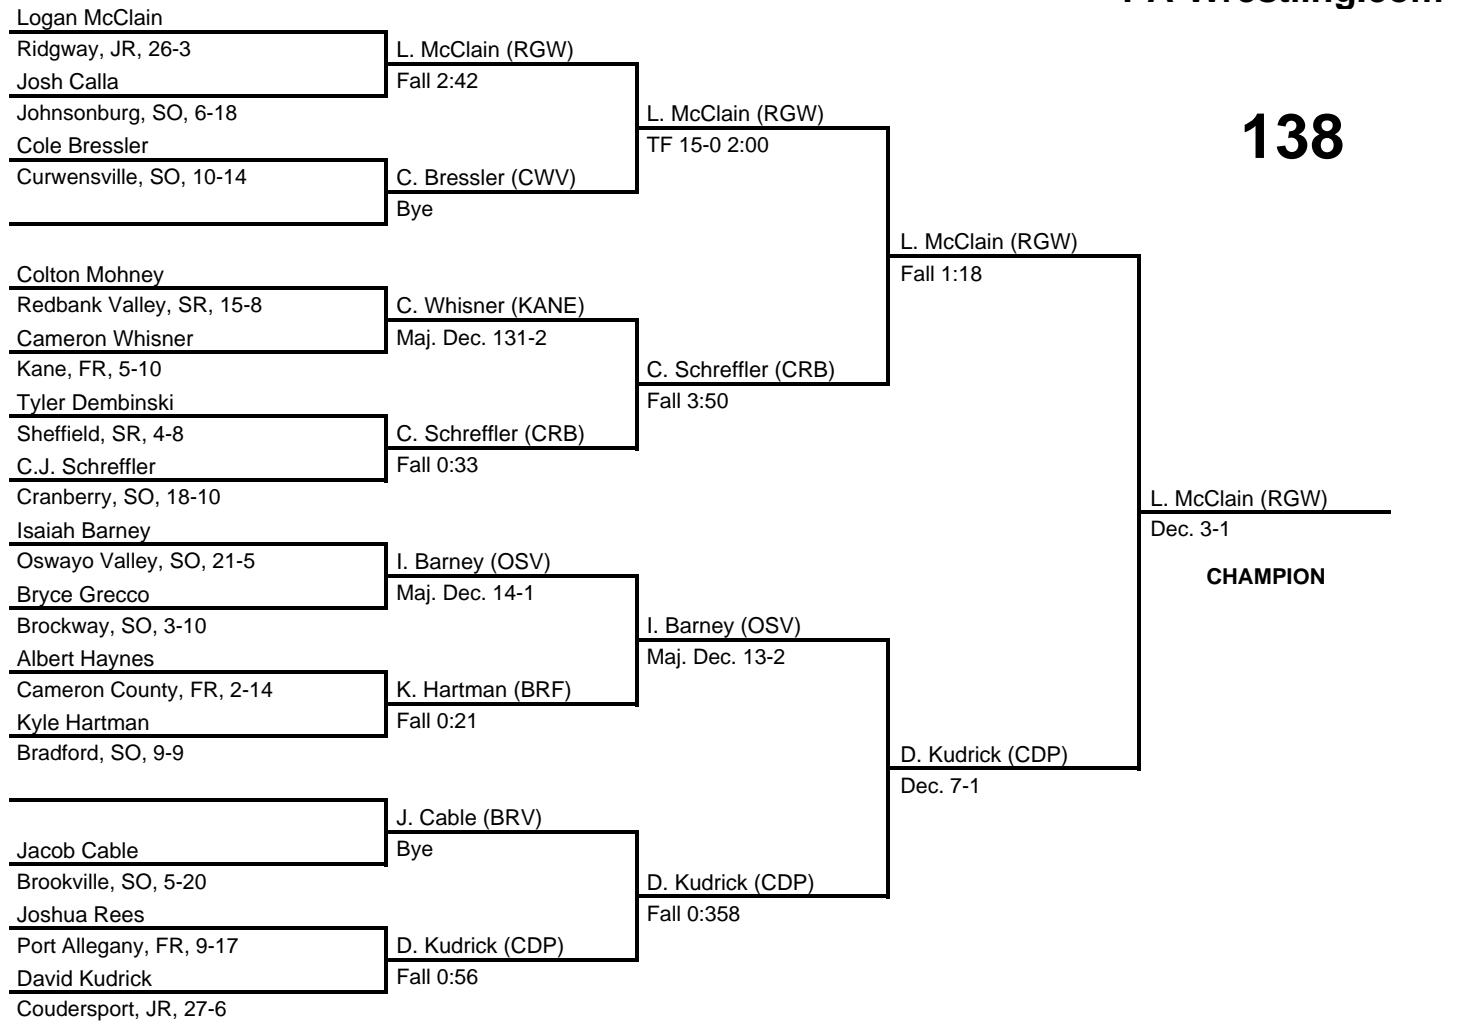 PA-Wrestling.com
138
Logan McClain
Ridgway, JR, 26-3
Josh Calla
Johnsonburg, SO, 6-18
Cole Bressler
Curwensville, SO, 10-14
Colton Mohney
Redbank Valley, SR, 15-8
Cameron Whisner
Kane, FR, 5-10
Tyler Dembinski
Sheffield, SR, 4-8
C.J. Schreffler
Cranberry, SO, 18-10
Isaiah Barney
Oswayo Valley, SO, 21-5
Bryce Grecco
Brockway, SO, 3-10
Albert Haynes
Cameron County, FR, 2-14
Kyle Hartman
Bradford, SO, 9-9
Jacob Cable
Brookville, SO, 5-20
Joshua Rees
Port Allegany, FR, 9-17
David Kudrick
Coudersport, JR, 27-6
L. McClain (RGW)
Fall 2:42
C. Bressler (CWV)
Bye
C. Whisner (KANE)
Maj. Dec. 131-2
C. Schreffler (CRB)
Fall 0:33
I. Barney (OSV)
Maj. Dec. 14-1
K. Hartman (BRF)
Fall 0:21
J. Cable (BRV)
Bye
D. Kudrick (CDP)
Fall 0:56
L. McClain (RGW)
TF 15-0 2:00
C. Schreffler (CRB)
Fall 3:50
I. Barney (OSV)
Maj. Dec. 13-2
D. Kudrick (CDP)
Fall 0:358
L. McClain (RGW)
Fall 1:18
D. Kudrick (CDP)
Dec. 7-1
L. McClain (RGW)
Dec. 3-1
CHAMPION